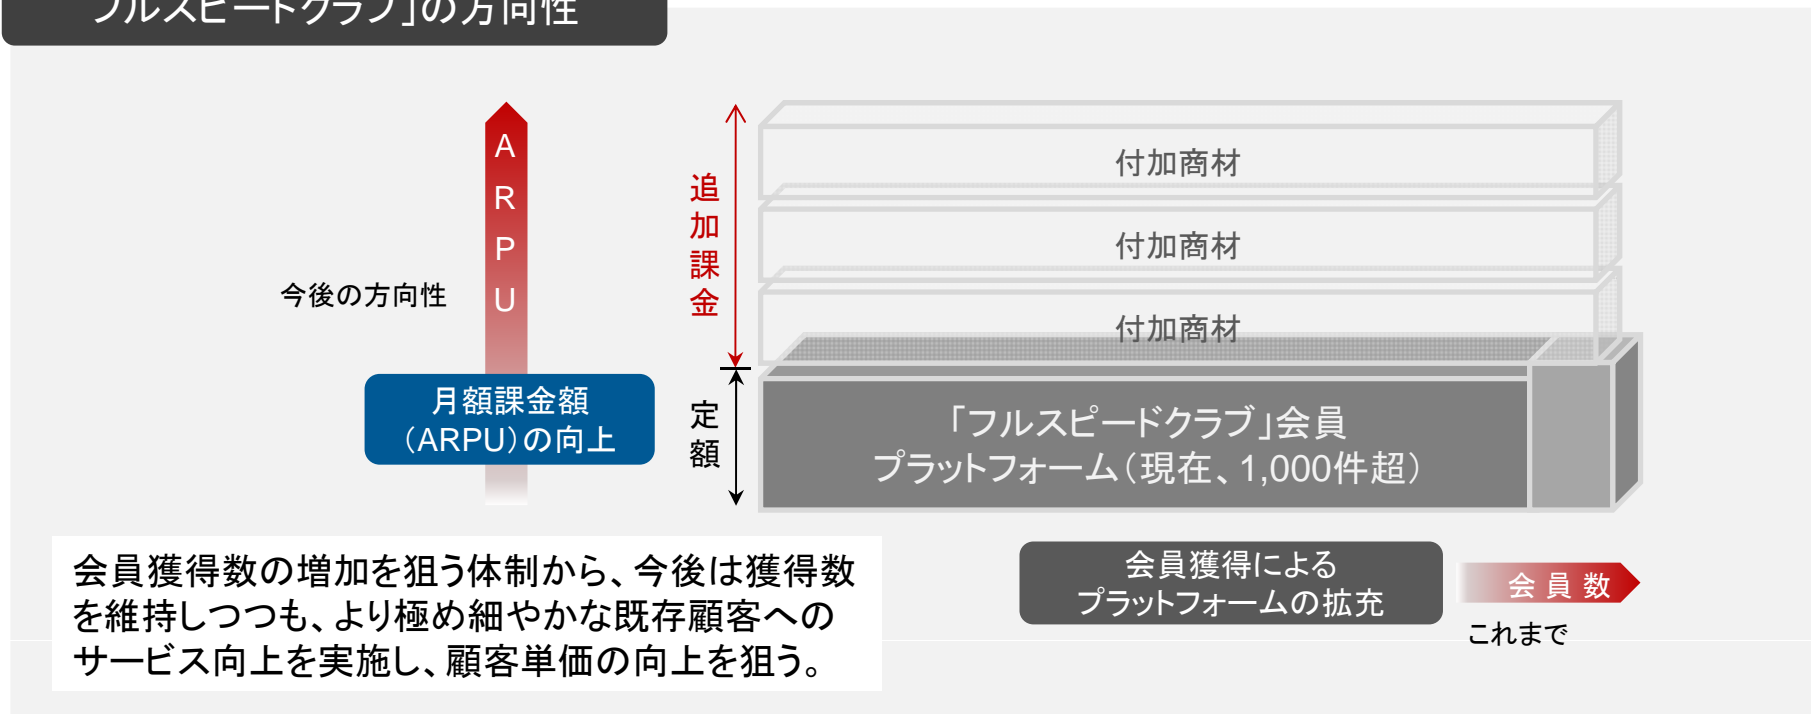 フルスピードクラブ」の方向性
A
R
P
U
今後の方向性
月額課金額
（ARPU）の向上
追加課金
定額
付加商材
付加商材
付加商材
「フルスピードクラブ」会員
プラットフォーム（現在、1,000件超）
会員獲得数の増加を狙う体制から、今後は獲得数
を維持しつつも、より極め細やかな既存顧客への
サービス向上を実施し、顧客単価の向上を狙う。
会員獲得による
プラットフォームの拡充
会員数
これまで